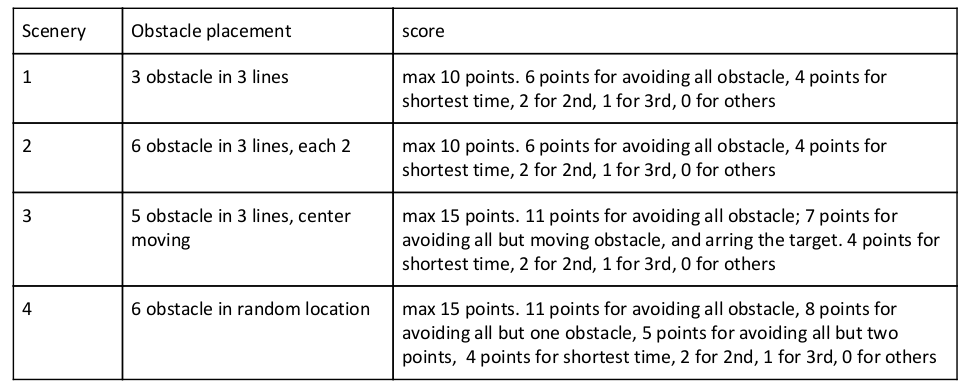 Scenery Obstacle placement score
1 3 obstacle in 3 lines max 10 points. 6 points for avoiding all obstacle, 4 points for
shortest time, 2 for 2nd, 1 for 3rd, 0 for others
2 6 obstacle in 3 lines, each 2 max 10 points. 6 points for avoiding all obstacle, 4 points for
shortest time, 2 for 2nd, 1 for 3rd, 0 for others
3 5 obstacle in 3 lines, center max 15 points. 11 points for avoiding all obstacle; 7 points for
moving avoiding all but moving obstacle, and arring the target. 4 points for
shortest time, 2 for 2nd, 1 for 3rd, 0 for others
4 6 obstacle in random location max 15 points. 11 points for avoiding all obstacle, 8 points for
avoiding all but one obstacle, 5 points for avoiding all but two
points, 4 points for shortest time, 2 for 2nd, 1 for 3rd, 0 for others